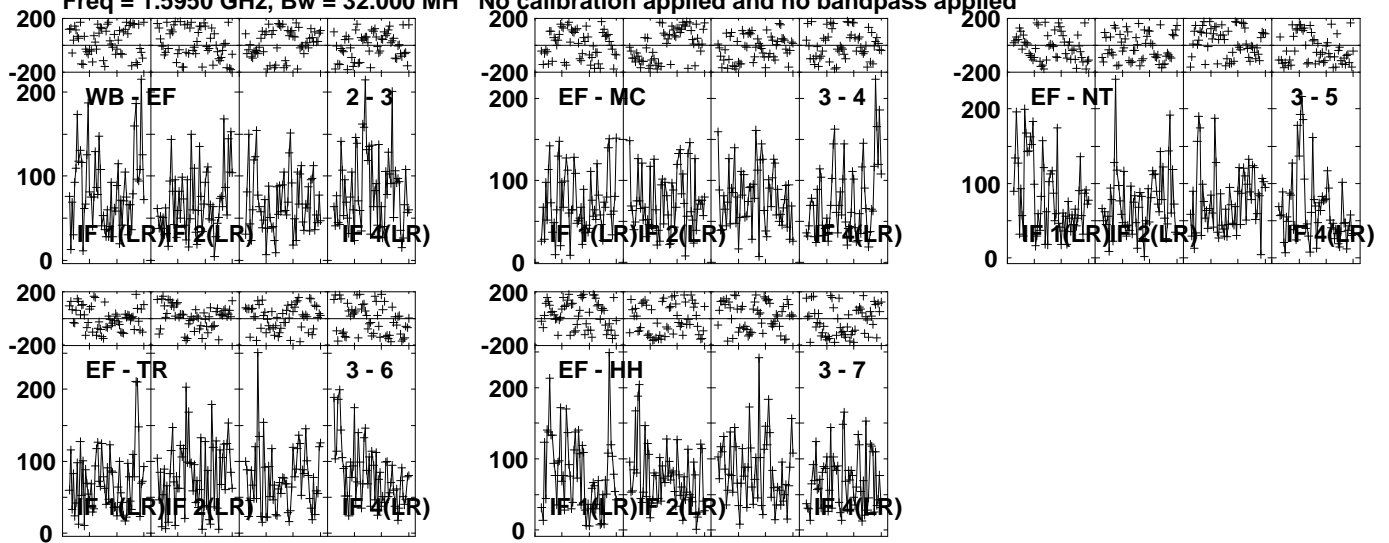 Freq = 1.5950 GHz, Bw = 32.000 MH No calibration applied and no bandpass applied
200
-200
200
100
0
WB - EF 2 - 3
IF 1(LR) IF 2(LR) IF 4(LR)
200
-200
200
100
0
EF - MC 3 - 4
IF 1(LR) IF 2(LR) IF 4(LR)
200
-200
200
100
0
EF - NT 3 - 5
IF 1(LR) IF 2(LR) IF 4(LR)
200
-200
200
100
0
EF - TR 3 - 6
IF 1(LR) IF 2(LR) IF 4(LR)
200
-200
200
100
0
EF - HH 3 - 7
IF 1(LR) IF 2(LR) IF 4(LR)